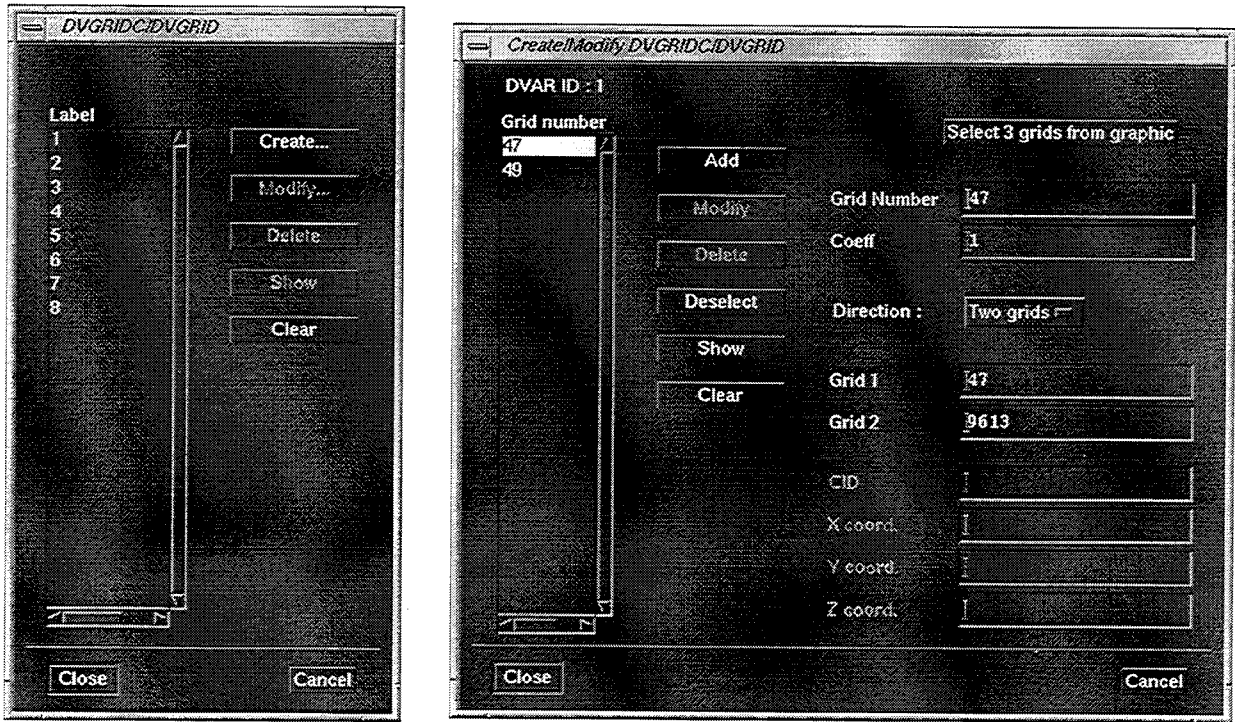 DVGRIDC/DVGRID
Label
1
2
3
4
5
6
7
8
Create...
Modify...
Delete
Show
Clear
Close
Cancel
Create/Modify DVGRIDC/DVGRID
DVAR ID : 1
Grid number
47
49
Add
Modify
Delete
Deselect
Show
Clear
Select 3 grids from graphic
Grid Number 47
Coeff 1
Direction : Two grids
Grid 1 47
Grid 2 9613
CID
X coord.
Y coord.
Z coord.
Close
Cancel